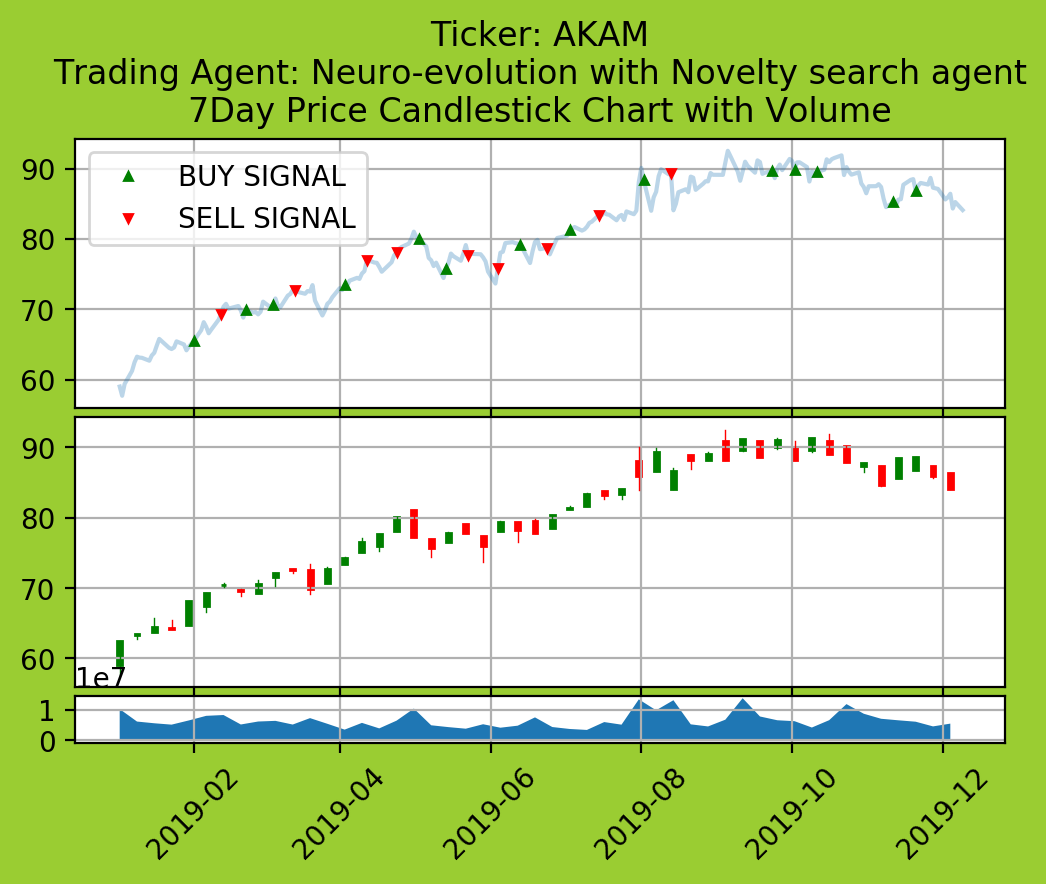 Ticker: AKAM
Trading Agent: Neuro-evolution with Novelty search agent
7Day Price Candlestick Chart with Volume
BUY SIGNAL
SELL SIGNAL
90
80
70
60
90
80
70
60
1e7
1
0
2019-02
2019-04
2019-06
2019-08
2019-10
2019-12